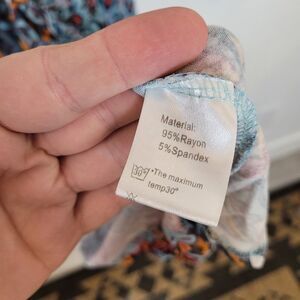 Material:
95%Rayon
5%Spandex
30° *The maximum
temp30°